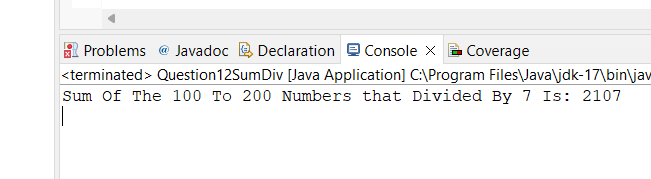 Problems @ Javadoc Declaration Console Coverage
<terminated> Question12SumDiv [Java Application] C:\Program Files\Java\jdk-17\bin\jav
Sum Of The 100 To 200 Numbers that Divided By 7 Is: 2107